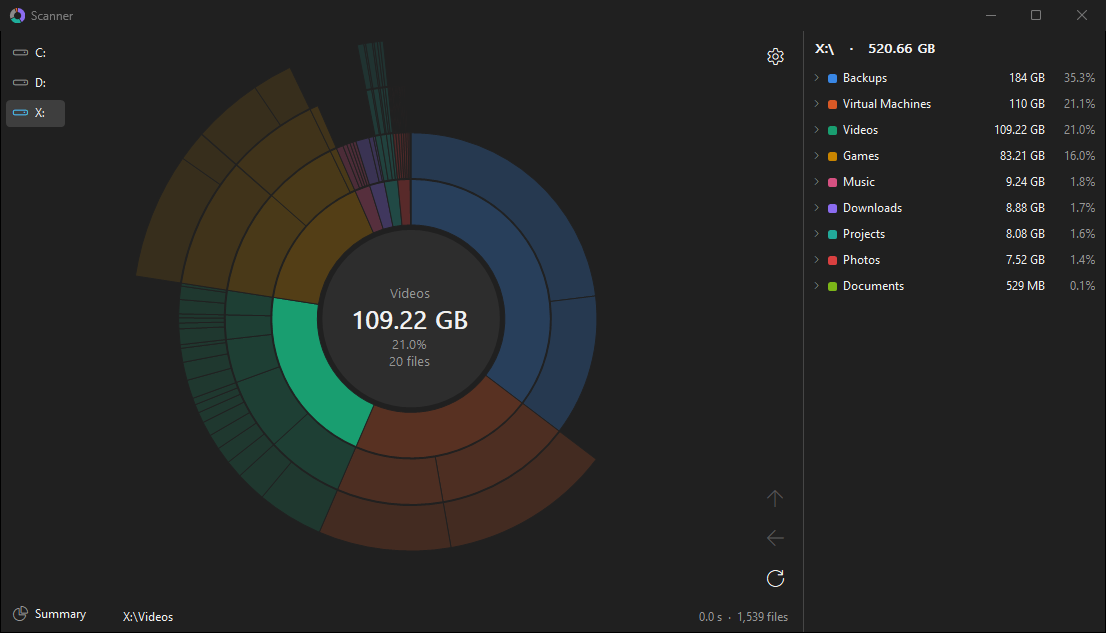 Scanner
C:
D:
X:
Videos
109.22 GB
21.0%
20 files
Summary
X:\Videos
0.0 s · 1,539 files
X:\ · 520.66 GB
Backups 184 GB 35.3%
Virtual Machines 110 GB 21.1%
Videos 109.22 GB 21.0%
Games 83.21 GB 16.0%
Music 9.24 GB 1.8%
Downloads 8.88 GB 1.7%
Projects 8.08 GB 1.6%
Photos 7.52 GB 1.4%
Documents 529 MB 0.1%